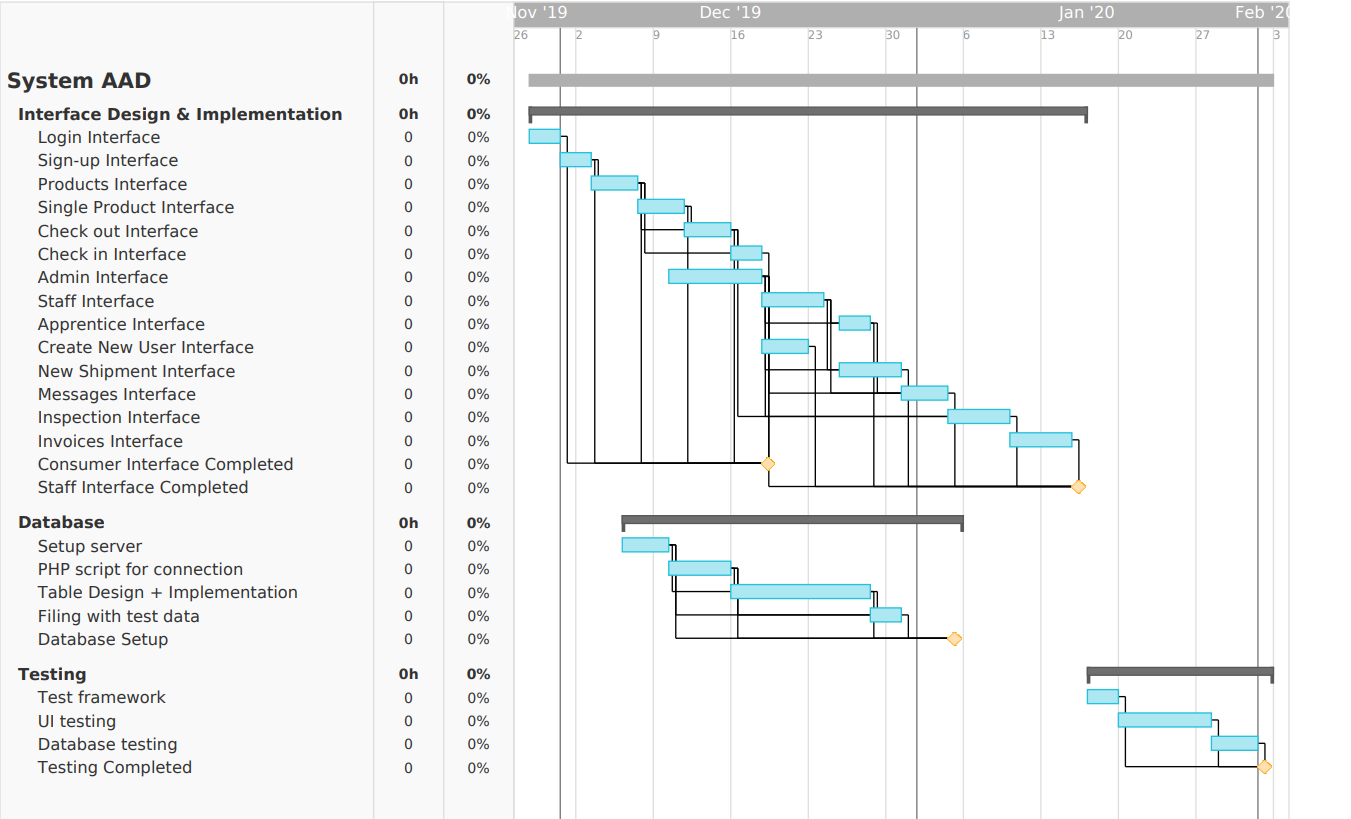 Nov '19 Dec '19 Jan '20 Feb '20
26 2 9 16 23 30 6 13 20 27 3
System AAD 0h 0%
Interface Design & Implementation 0h 0%
Login Interface 0 0%
Sign-up Interface 0 0%
Products Interface 0 0%
Single Product Interface 0 0%
Check out Interface 0 0%
Check in Interface 0 0%
Admin Interface 0 0%
Staff Interface 0 0%
Apprentice Interface 0 0%
Create New User Interface 0 0%
New Shipment Interface 0 0%
Messages Interface 0 0%
Inspection Interface 0 0%
Invoices Interface 0 0%
Consumer Interface Completed 0 0%
Staff Interface Completed 0 0%
Database 0h 0%
Setup server 0 0%
PHP script for connection 0 0%
Table Design + Implementation 0 0%
Filing with test data 0 0%
Database Setup 0 0%
Testing 0h 0%
Test framework 0 0%
UI testing 0 0%
Database testing 0 0%
Testing Completed 0 0%